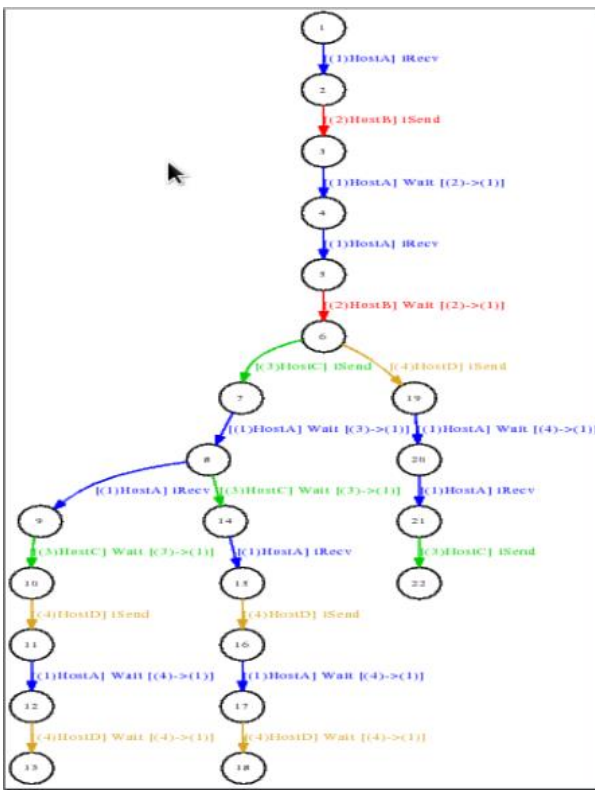 1
[(1)HostA] iRecv
2
[(2)HostB] iSend
3
[(1)HostA] Wait [(2)->(1)]
4
[(1)HostA] iRecv
5
[(2)HostB] Wait [(2)->(1)]
6
[(3)HostC] iSend
[(4)HostD] iSend
7
19
[(1)HostA] Wait [(3)->(1)]
[(1)HostA] Wait [(4)->(1)]
8
20
[(1)HostA] iRecv
[(3)HostC] Wait [(3)->(1)]
[(1)HostA] iRecv
9
14
21
[(3)HostC] Wait [(3)->(1)]
[(1)HostA] iRecv
[(3)HostC] iSend
10
15
22
[(4)HostD] iSend
[(4)HostD] iSend
11
16
[(1)HostA] Wait [(4)->(1)]
[(1)HostA] Wait [(4)->(1)]
12
17
[(4)HostD] Wait [(4)->(1)]
[(4)HostD] Wait [(4)->(1)]
13
18